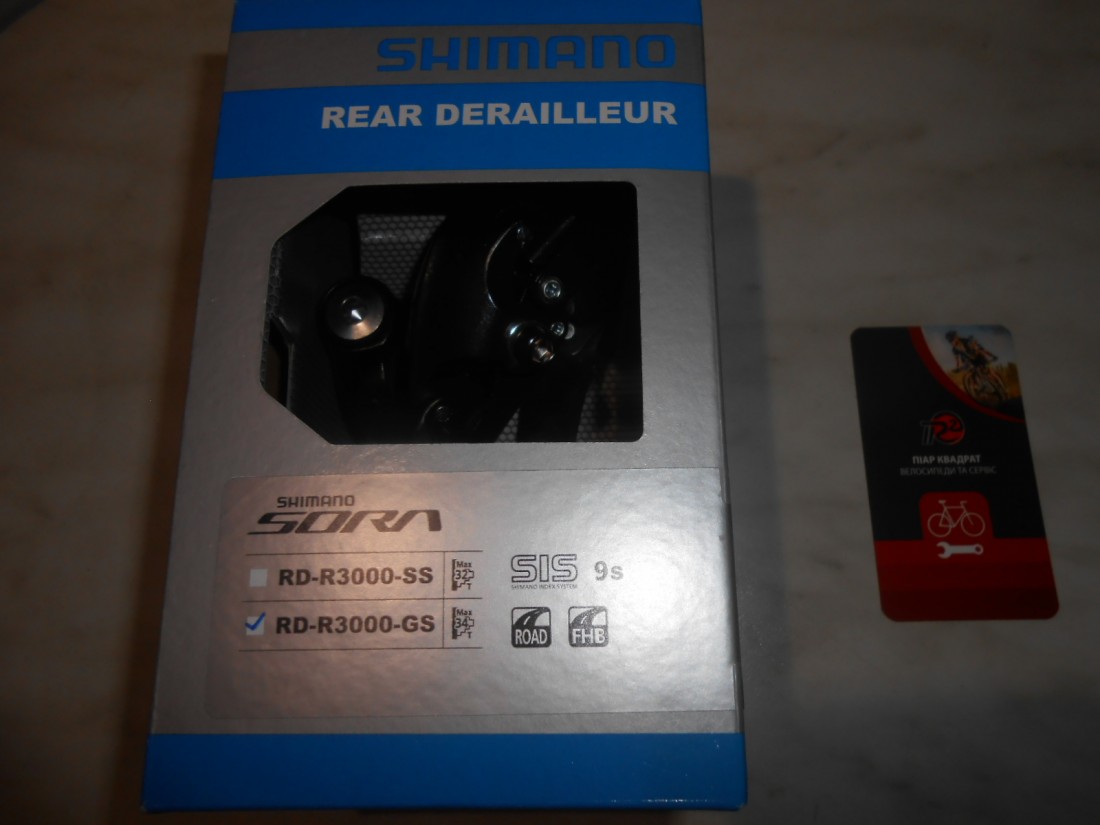 SHIMANO
REAR DERAILLEUR
SHIMANO
SORA
RD-R3000-SS
Max
32
T
SIS
SHIMANO INDEX SYSTEM
9s
RD-R3000-GS
Max
34
T
ROAD
FHB
ПІАР КВАДРАТ
ВЕЛОСИПЕДИ ТА СЕРВІС